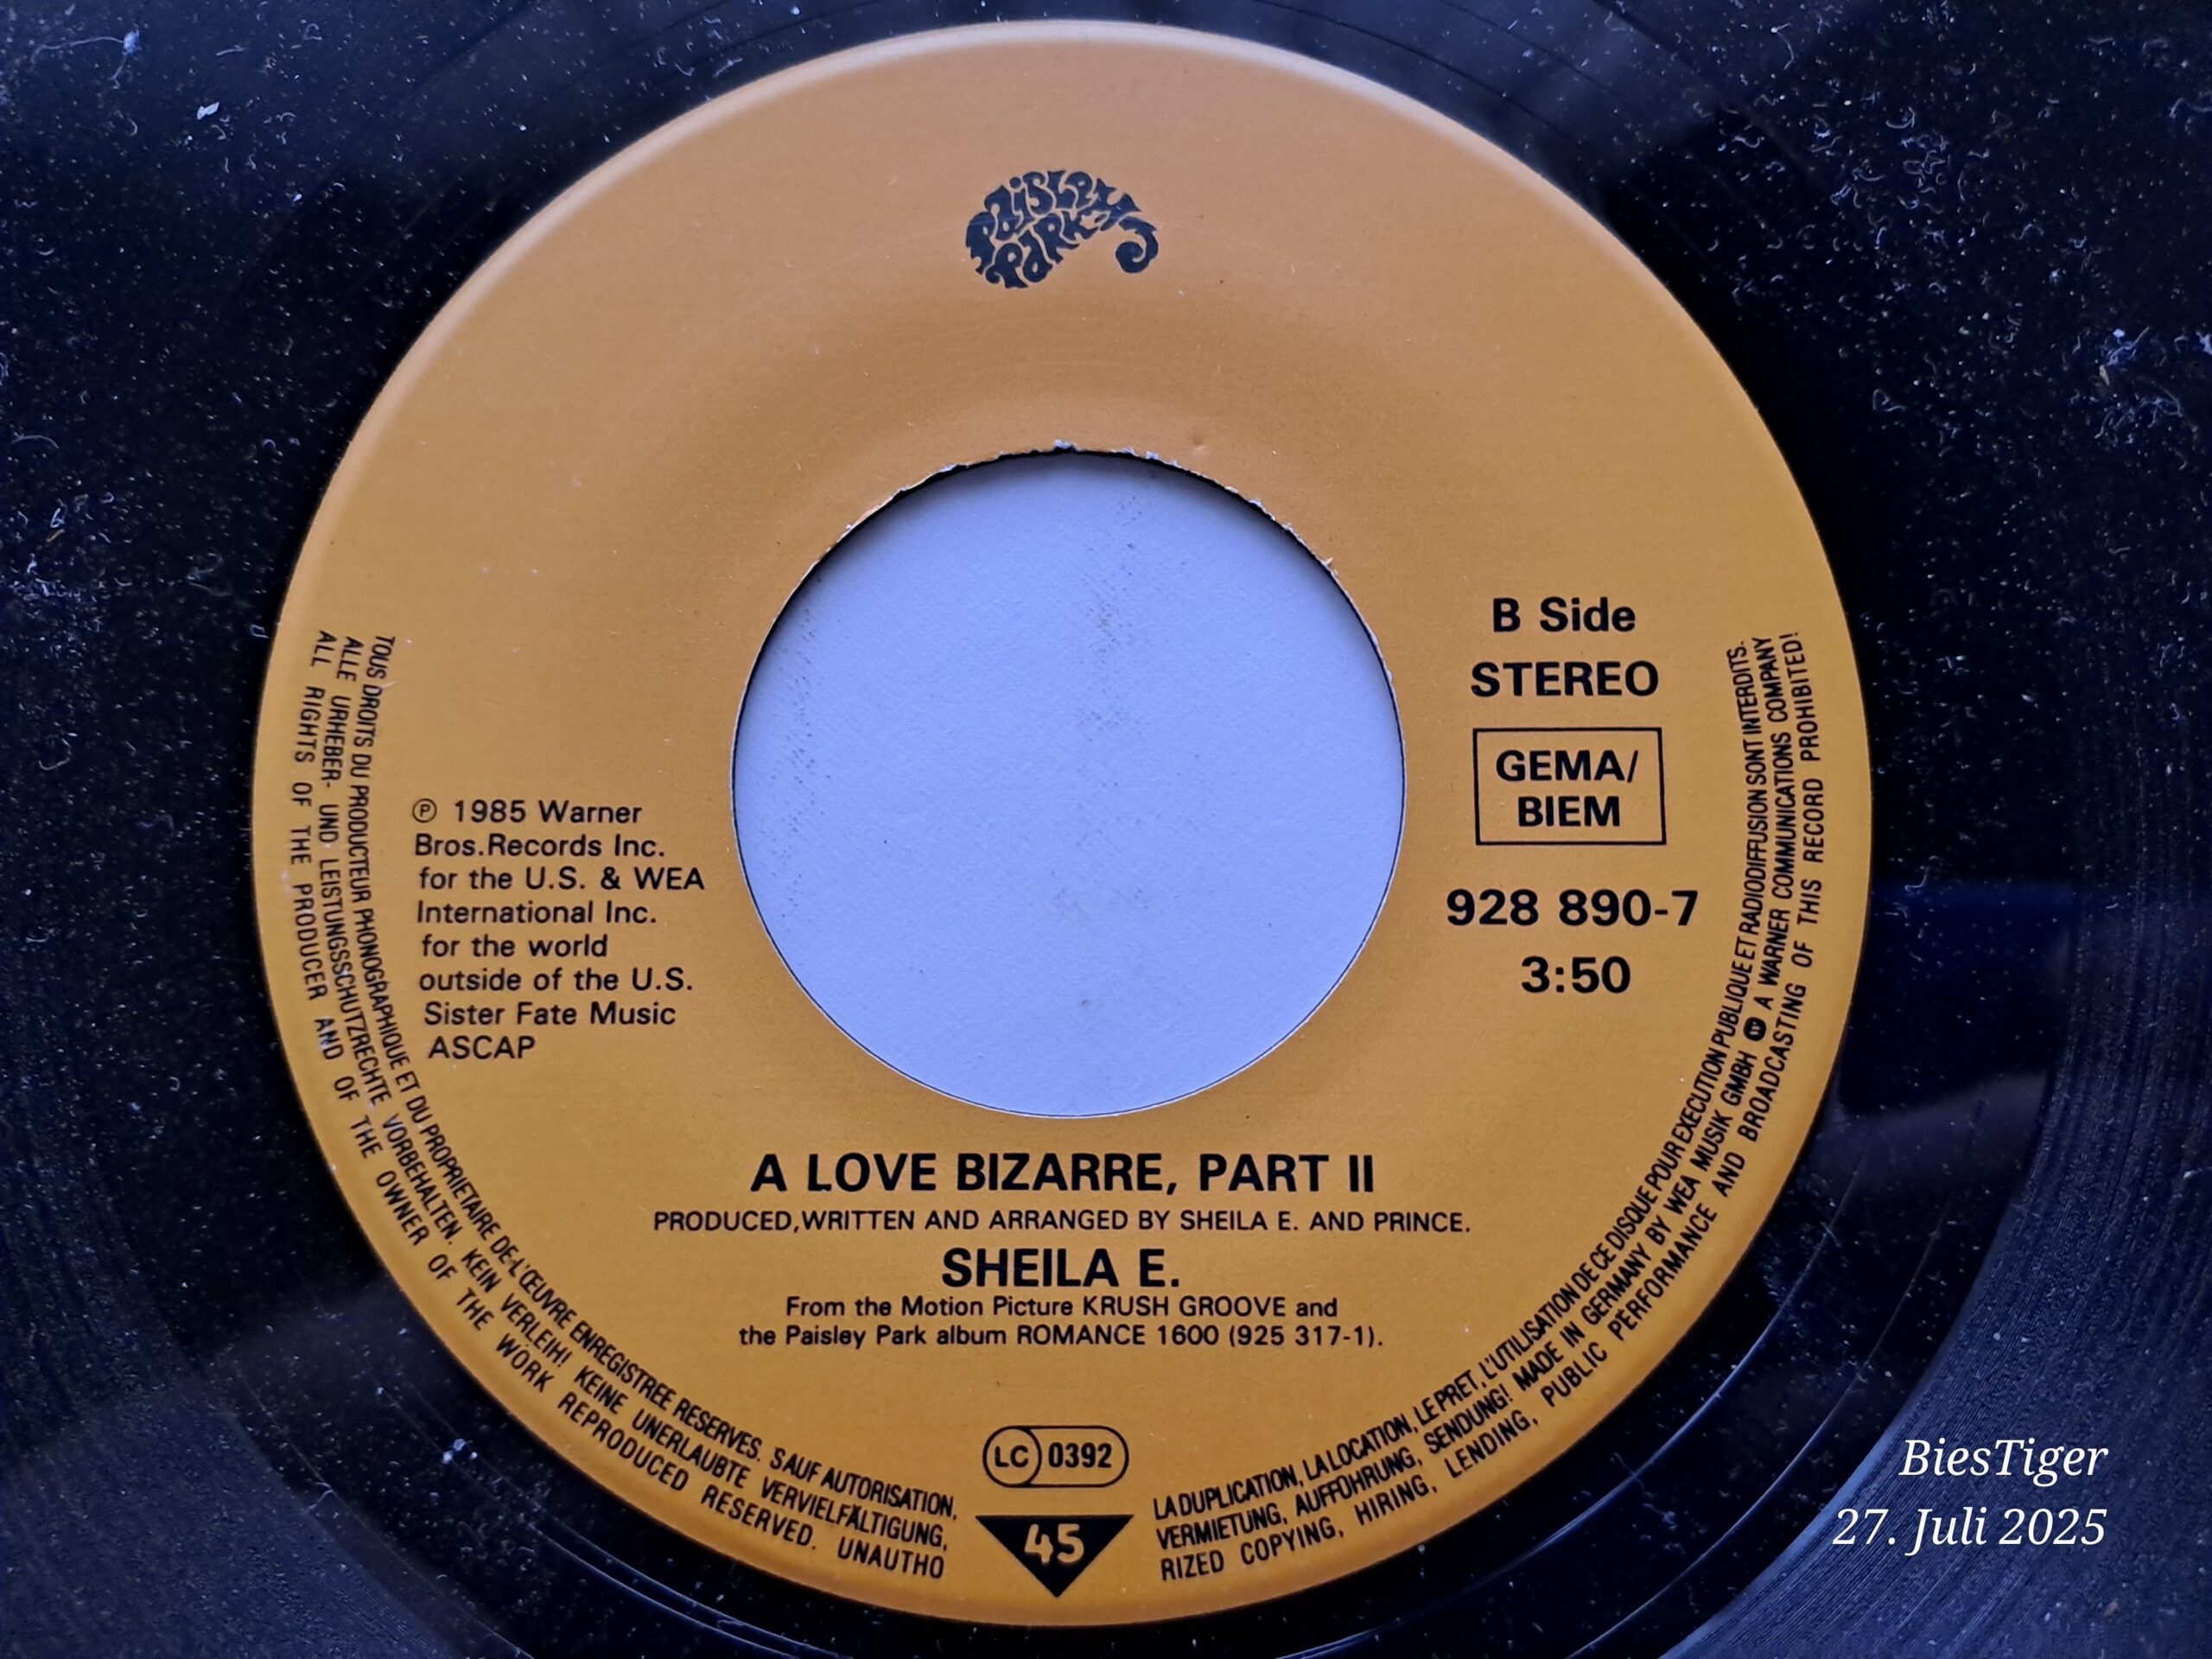 Paisley
Park
B Side
STEREO
GEMA/
BIEM
928 890-7
3:50
℗ 1985 Warner
Bros.Records Inc.
for the U.S. & WEA
International Inc.
for the world
outside of the U.S.
Sister Fate Music
ASCAP
A LOVE BIZARRE, PART II
PRODUCED,WRITTEN AND ARRANGED BY SHEILA E. AND PRINCE.
SHEILA E.
From the Motion Picture KRUSH GROOVE and
the Paisley Park album ROMANCE 1600 (925 317-1).
LC 0392
45
TOUS DROITS DU PRODUCTEUR PHONOGRAPHIQUE ET DU PROPRIETAIRE DE L'ŒUVRE ENREGISTREE RESERVES. SAUF AUTORISATION, LA DUPLICATION, LA LOCATION, LE PRET, L'UTILISATION DE CE DISQUE POUR EXECUTION PUBLIQUE ET RADIODIFFUSION SONT INTERDITS.
ALLE URHEBER- UND LEISTUNGSSCHUTZRECHTE VORBEHALTEN. KEIN VERLEIH! KEINE UNERLAUBTE VERVIELFÄLTIGUNG, VERMIETUNG, AUFFÜHRUNG, SENDUNG! MADE IN GERMANY BY WEA MUSIK GMBH A WARNER COMMUNICATIONS COMPANY
ALL RIGHTS OF THE PRODUCER AND OF THE OWNER OF THE WORK REPRODUCED RESERVED. UNAUTHORIZED COPYING, HIRING, LENDING, PUBLIC PERFORMANCE AND BROADCASTING OF THIS RECORD PROHIBITED!
BiesTiger
27. Juli 2025